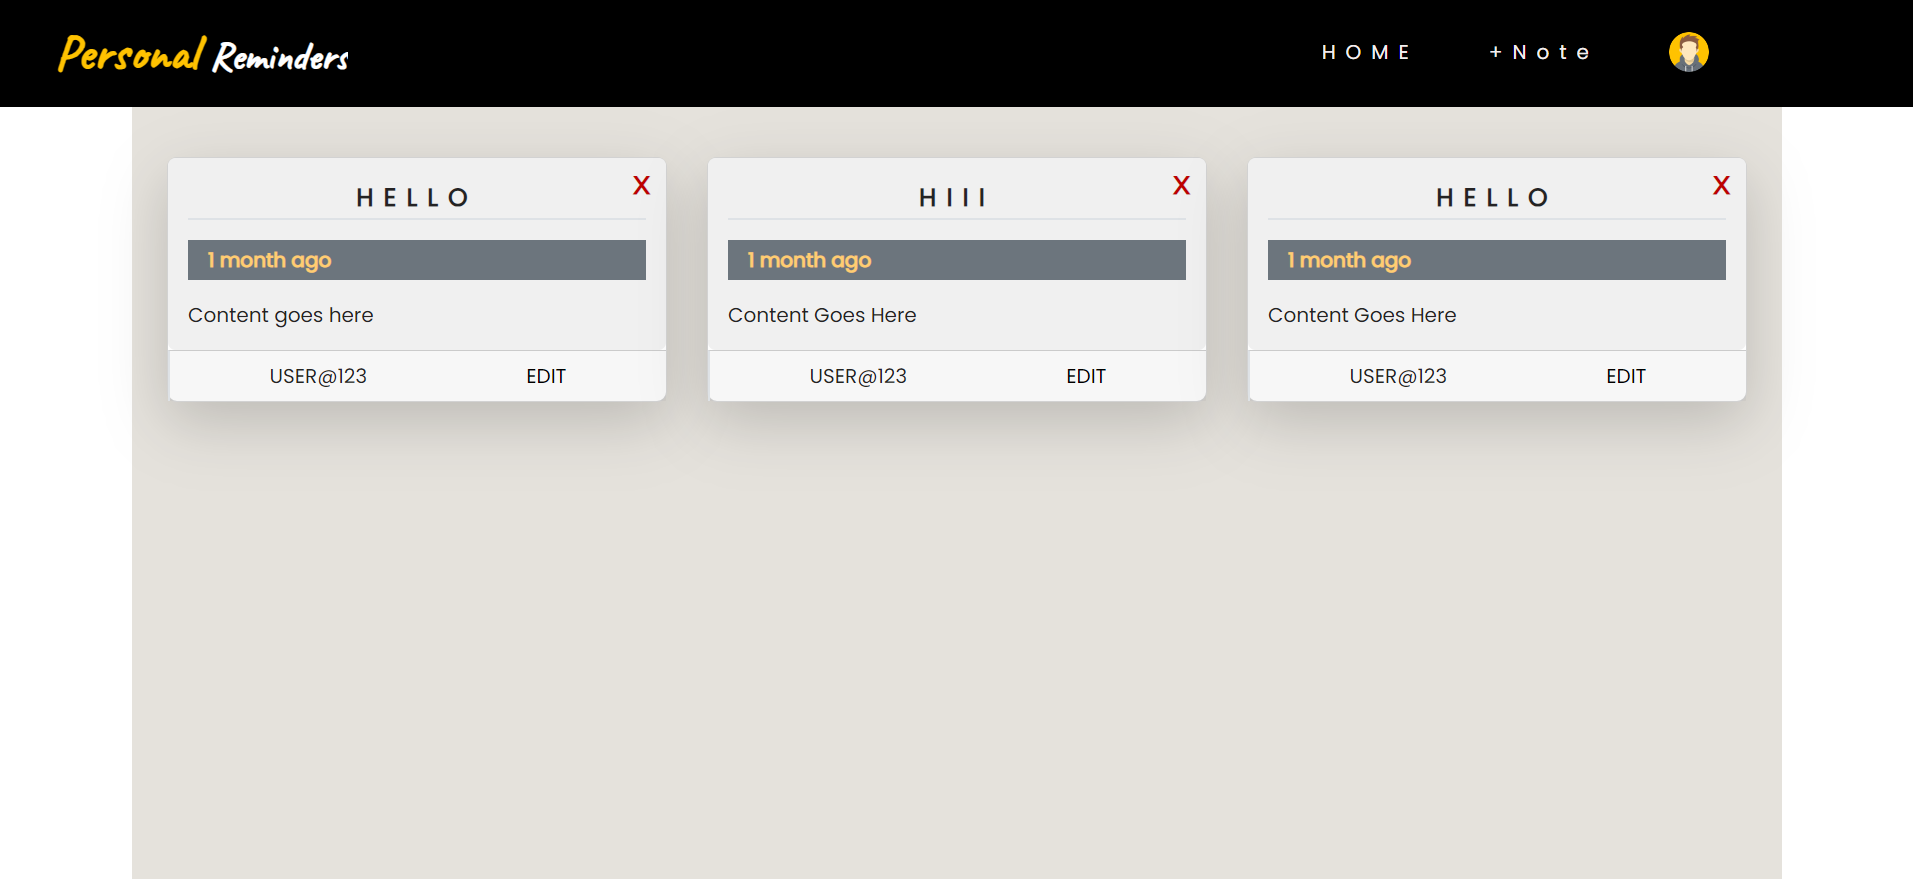 Personal Reminders
HOME
+Note
HELLO
X
1 month ago
Content goes here
USER@123
EDIT
HIII
X
1 month ago
Content Goes Here
USER@123
EDIT
HELLO
X
1 month ago
Content Goes Here
USER@123
EDIT